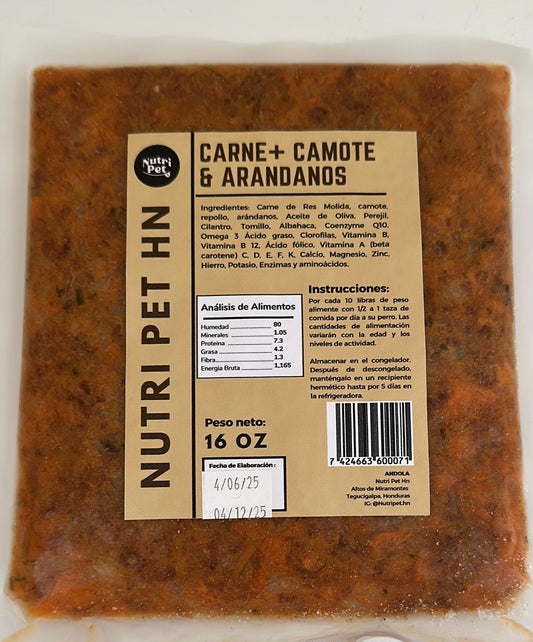 Nutri
Pet
NUTRI PET HN
CARNE+ CAMOTE
& ARANDANOS
Ingredientes: Carne de Res Molida, camote,
repollo, arándanos, Aceite de Oliva, Perejil,
Cilantro, Tomillo, Albahaca, Coenzyme Q10,
Omega 3 Ácido graso, Clorofilas, Vitamina B,
Vitamina B 12, Ácido fólico, Vitamina A (beta
carotene) C, D, E, F, K, Calcio, Magnesio, Zinc,
Hierro, Potasio, Enzimas y aminoácidos.
Análisis de Alimentos
Humedad 80
Minerales 1.05
Proteina 7.3
Grasa 4.2
Fibra 1.3
Energia Bruta 1,165
Instrucciones:
Por cada 10 libras de peso
alimente con 1/2 a 1 taza de
comida por día a su perro. Las
cantidades de alimentación
variarán con la edad y los
niveles de actividad.
Almacenar en el congelador.
Después de descongelado,
manténgalo en un recipiente
hermético hasta por 5 días en
la refrigeradora.
Peso neto:
16 OZ
Fecha de Elaboración :
4/06/25
04/12/25
7 424663 600071
ANDOLA
Nutri Pet Hn
Altos de Miramontes
Tegucigalpa, Honduras
IG: @Nutripet.hn